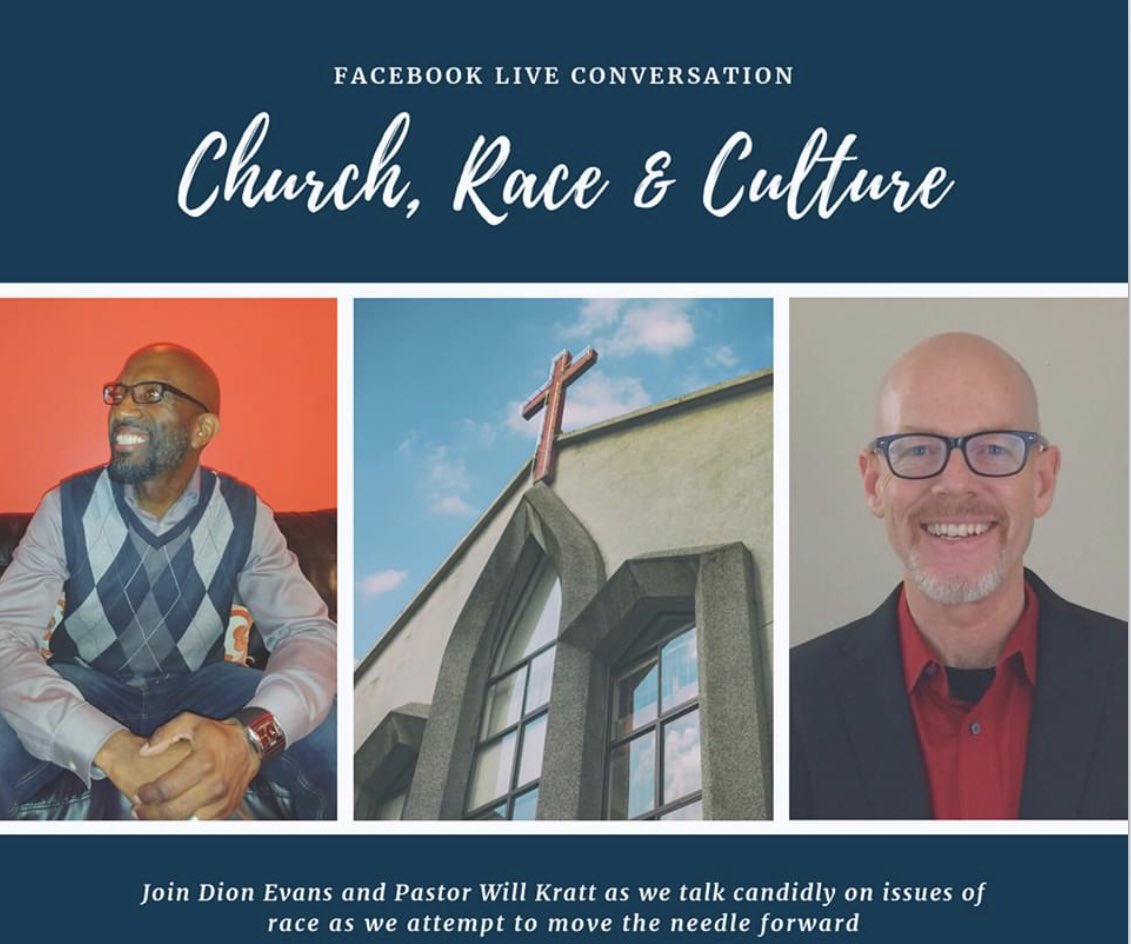 FACEBOOK LIVE CONVERSATION
Church, Race & Culture
Join Dion Evans and Pastor Will Kratt as we talk candidly on issues of
race as we attempt to move the needle forward